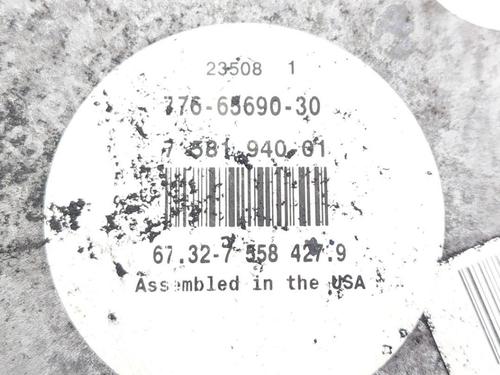 23508 1
776-65690-30
7 581 940 01
67.32-7 558 427.9
Assembled in the USA